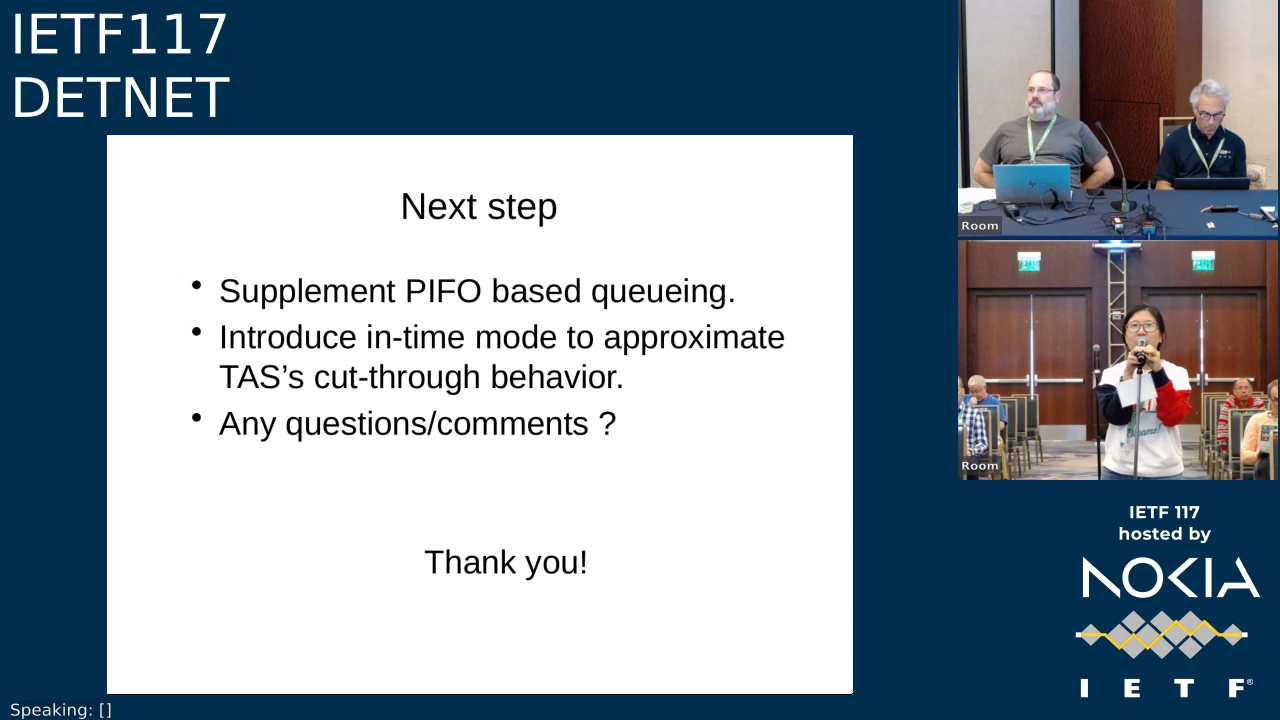 IETF117
DETNET
Next step
• Supplement PIFO based queueing.
• Introduce in-time mode to approximate
TAS’s cut-through behavior.
• Any questions/comments ?
Thank you!
Room
Room
IETF 117
hosted by
NOKIA
I E T F®
Speaking: []